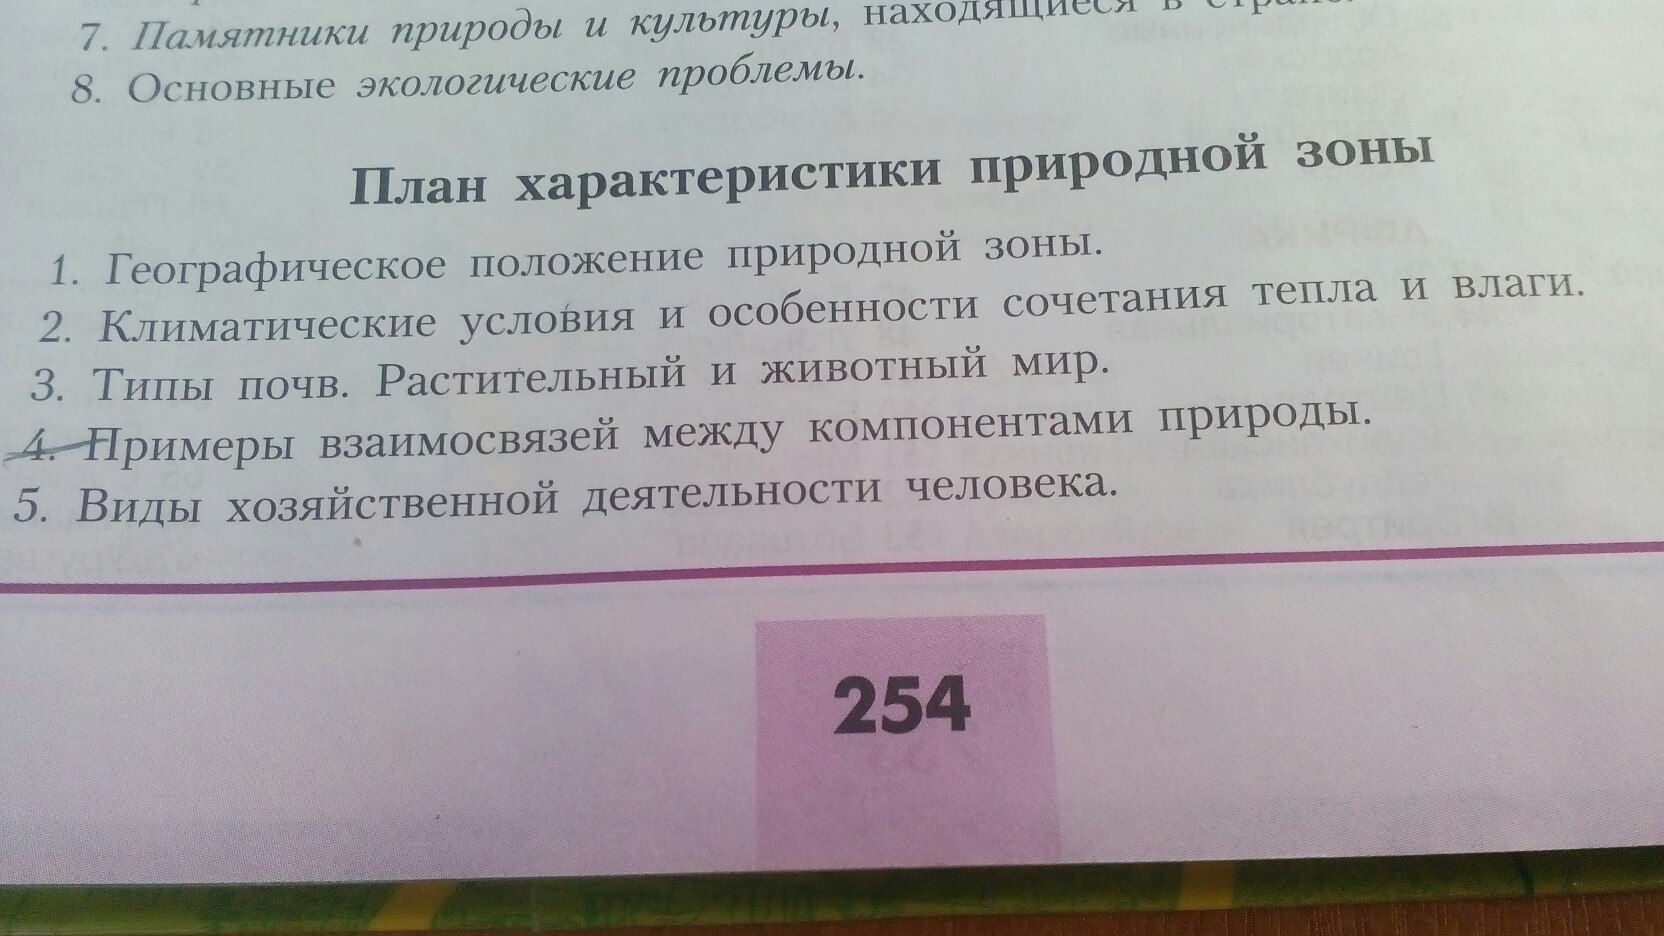 7. Памятники природы и культуры, находящиеся в стране.
8. Основные экологические проблемы.
План характеристики природной зоны
1. Географическое положение природной зоны.
2. Климатические условия и особенности сочетания тепла и влаги.
3. Типы почв. Растительный и животный мир.
4. Примеры взаимосвязей между компонентами природы.
5. Виды хозяйственной деятельности человека.
254